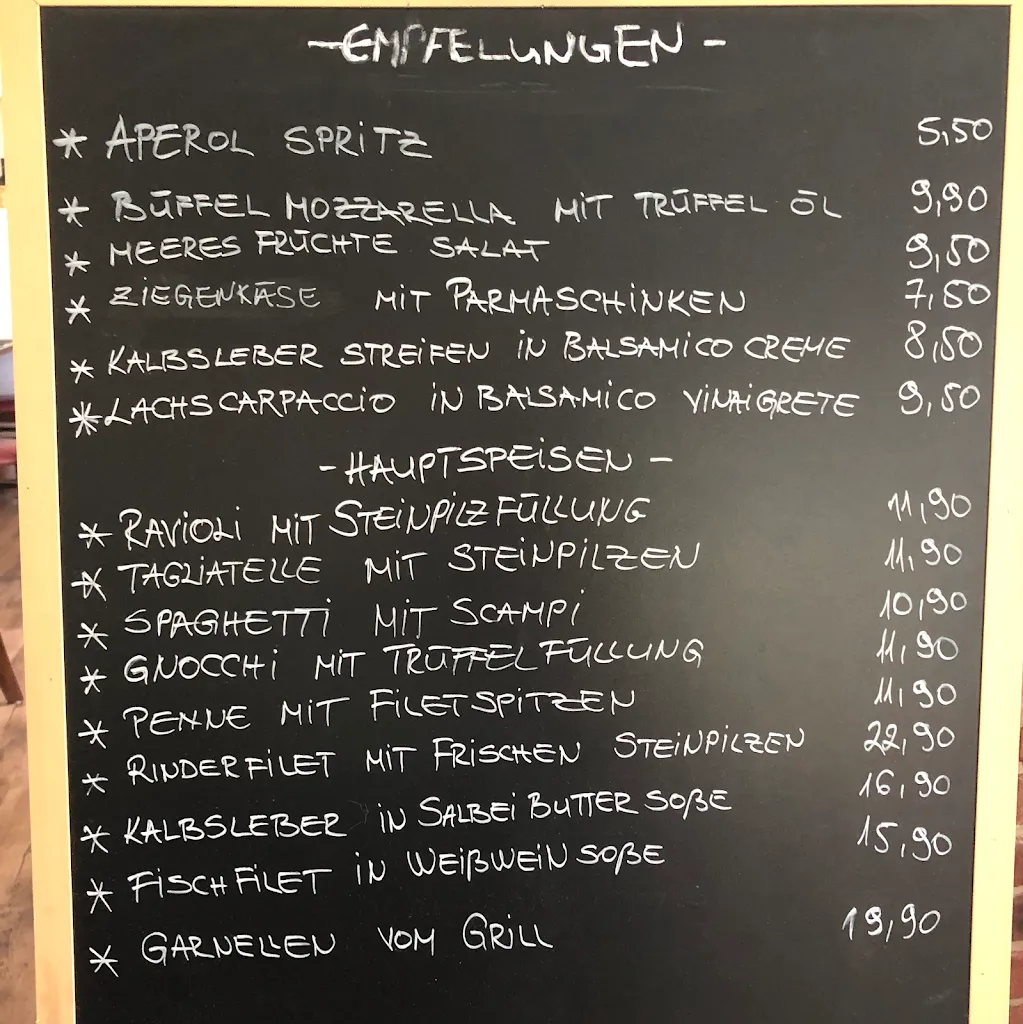 - EMPFELUNGEN -
* APEROL SPRITZ 5,50
* BÜFFEL MOZZARELLA MIT TRÜFFEL ÖL 9,90
* MEERES FRÜCHTE SALAT 9,50
* ZIEGENKÄSE MIT PARMASCHINKEN 7,50
* KALBSLEBER STREIFEN IN BALSAMICO CREME 8,50
* LACHSCARPACCIO IN BALSAMICO VINAIGRETE 9,50
- HAUPTSPEISEN -
* RAVIOLI MIT STEINPILZFÜLLUNG 11,90
* TAGLIATELLE MIT STEINPILZEN 11,90
* SPAGHETTI MIT SCAMPI 10,90
* GNOCCHI MIT TRÜFFELFÜLLUNG 11,90
* PENNE MIT FILETSPITZEN 11,90
* RINDERFILET MIT FRISCHEN STEINPILZEN 22,90
* KALBSLEBER IN SALBEI BUTTER SOßE 16,90
* FISCHFILET IN WEIßWEIN SOßE 15,90
* GARNELLEN VOM GRILL 19,90